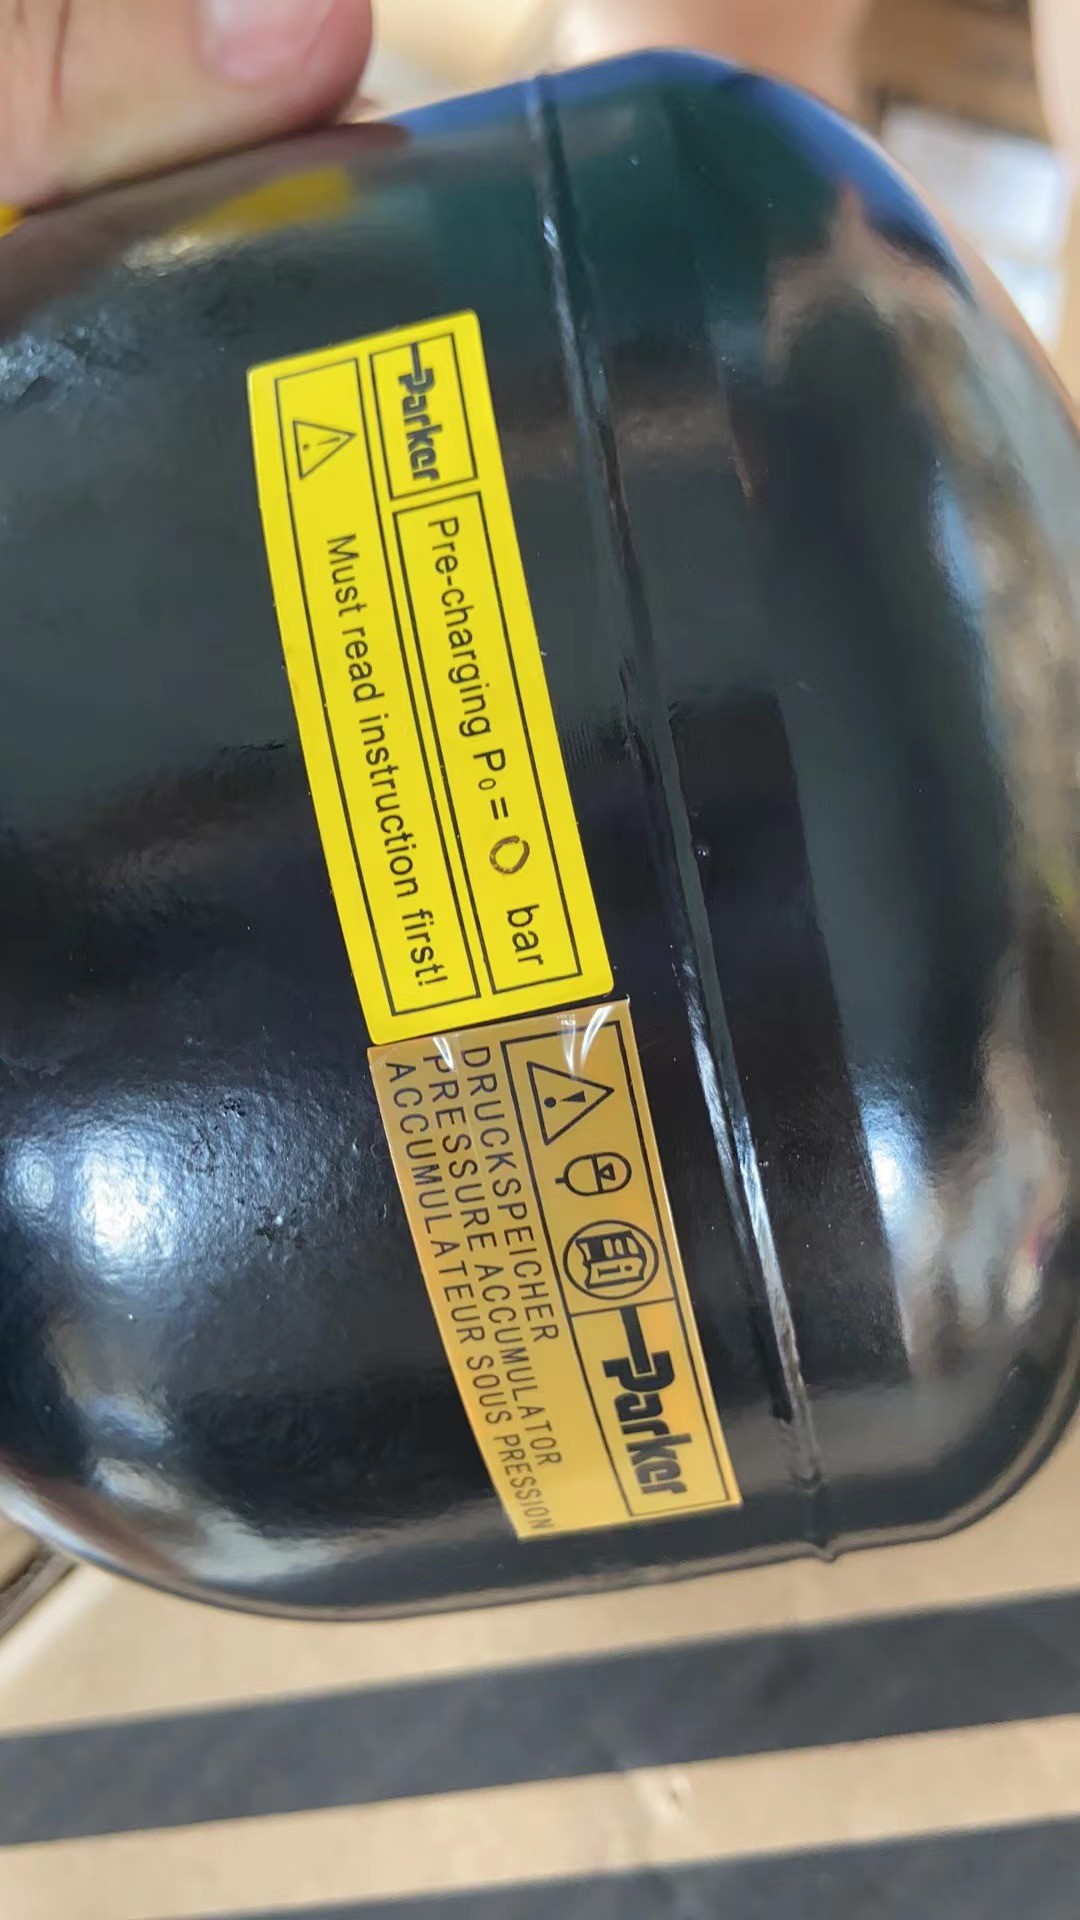 Parker
Pre-charging P₀= 0 bar
Must read instruction first!
Parker
DRUCKSPEICHER
PRESSURE ACCUMULATOR
ACCUMULATEUR SOUS PRESSION